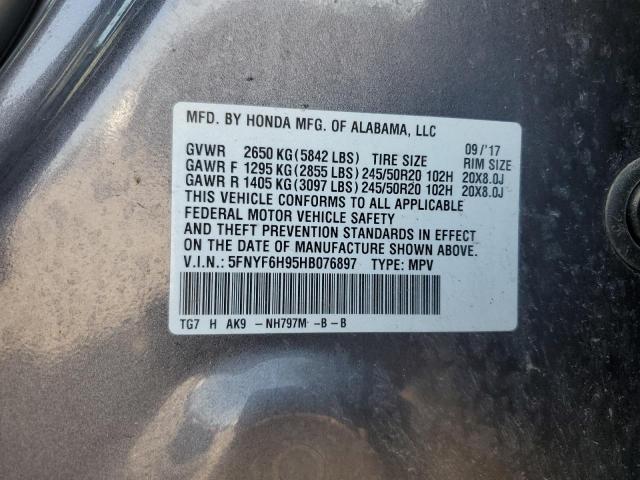 MFD. BY HONDA MFG. OF ALABAMA, LLC
GVWR 2650 KG (5842 LBS) TIRE SIZE 09/'17 RIM SIZE
GAWR F 1295 KG (2855 LBS) 245/50R20 102H 20X8.0J
GAWR R 1405 KG (3097 LBS) 245/50R20 102H 20X8.0J
THIS VEHICLE CONFORMS TO ALL APPLICABLE
FEDERAL MOTOR VEHICLE SAFETY
AND THEFT PREVENTION STANDARDS IN EFFECT
ON THE DATE OF MANUFACTURE SHOWN ABOVE.
V.I.N.: 5FNYF6H95HB076897 TYPE: MPV
TG7 H AK9 -NH797M -B-B